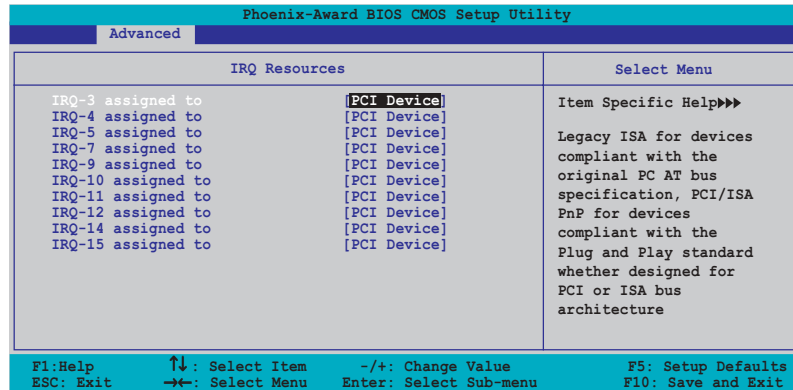 Phoenix-Award BIOS CMOS Setup Utility
Advanced
IRQ Resources
Select Menu
IRQ-3 assigned to [PCI Device]
IRQ-4 assigned to [PCI Device]
IRQ-5 assigned to [PCI Device]
IRQ-7 assigned to [PCI Device]
IRQ-9 assigned to [PCI Device]
IRQ-10 assigned to [PCI Device]
IRQ-11 assigned to [PCI Device]
IRQ-12 assigned to [PCI Device]
IRQ-14 assigned to [PCI Device]
IRQ-15 assigned to [PCI Device]
Item Specific Help▶▶▶
Legacy ISA for devices
compliant with the
original PC AT bus
specification, PCI/ISA
PnP for devices
compliant with the
Plug and Play standard
whether designed for
PCI or ISA bus
architecture
F1:Help ↑↓: Select Item -/+: Change Value F5: Setup Defaults
ESC: Exit →←: Select Menu Enter: Select Sub-menu F10: Save and Exit